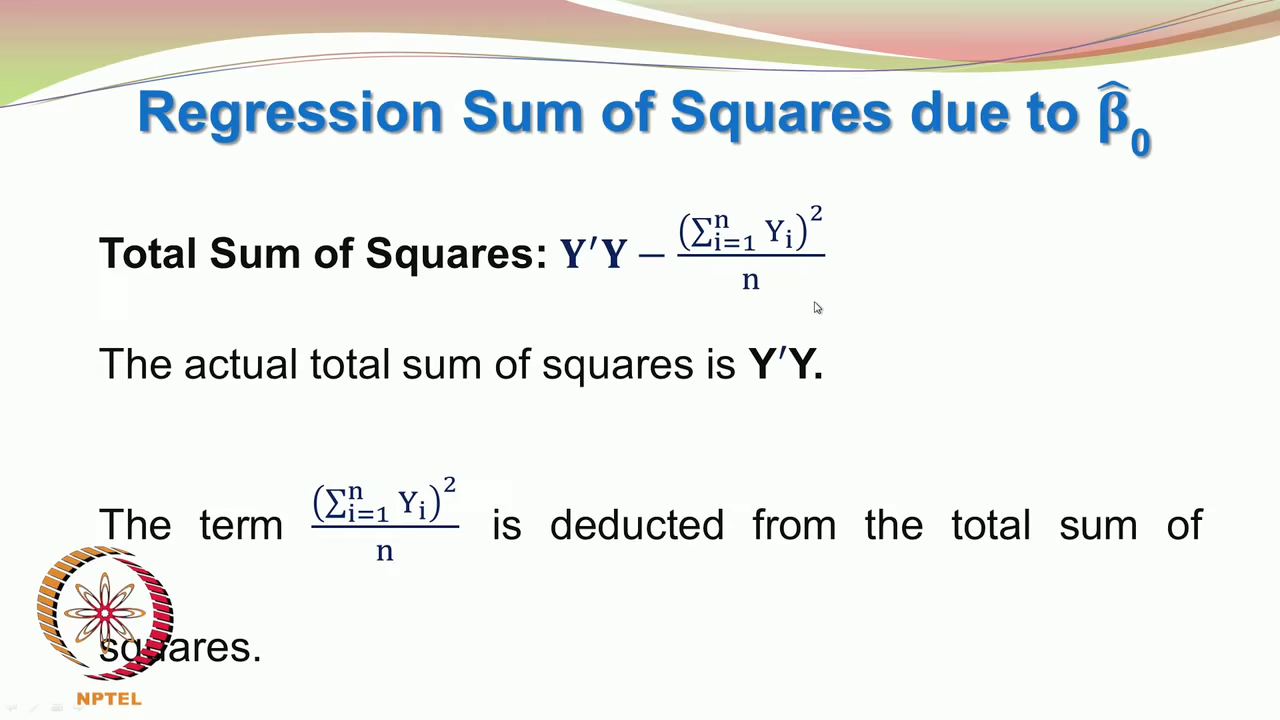 Regression Sum of Squares due to β̂₀
Total Sum of Squares: Y′Y − (∑ⁿᵢ₌₁ Yᵢ)² / n
The actual total sum of squares is Y′Y.
The term (∑ⁿᵢ₌₁ Yᵢ)² / n is deducted from the total sum of
squares.
NPTEL